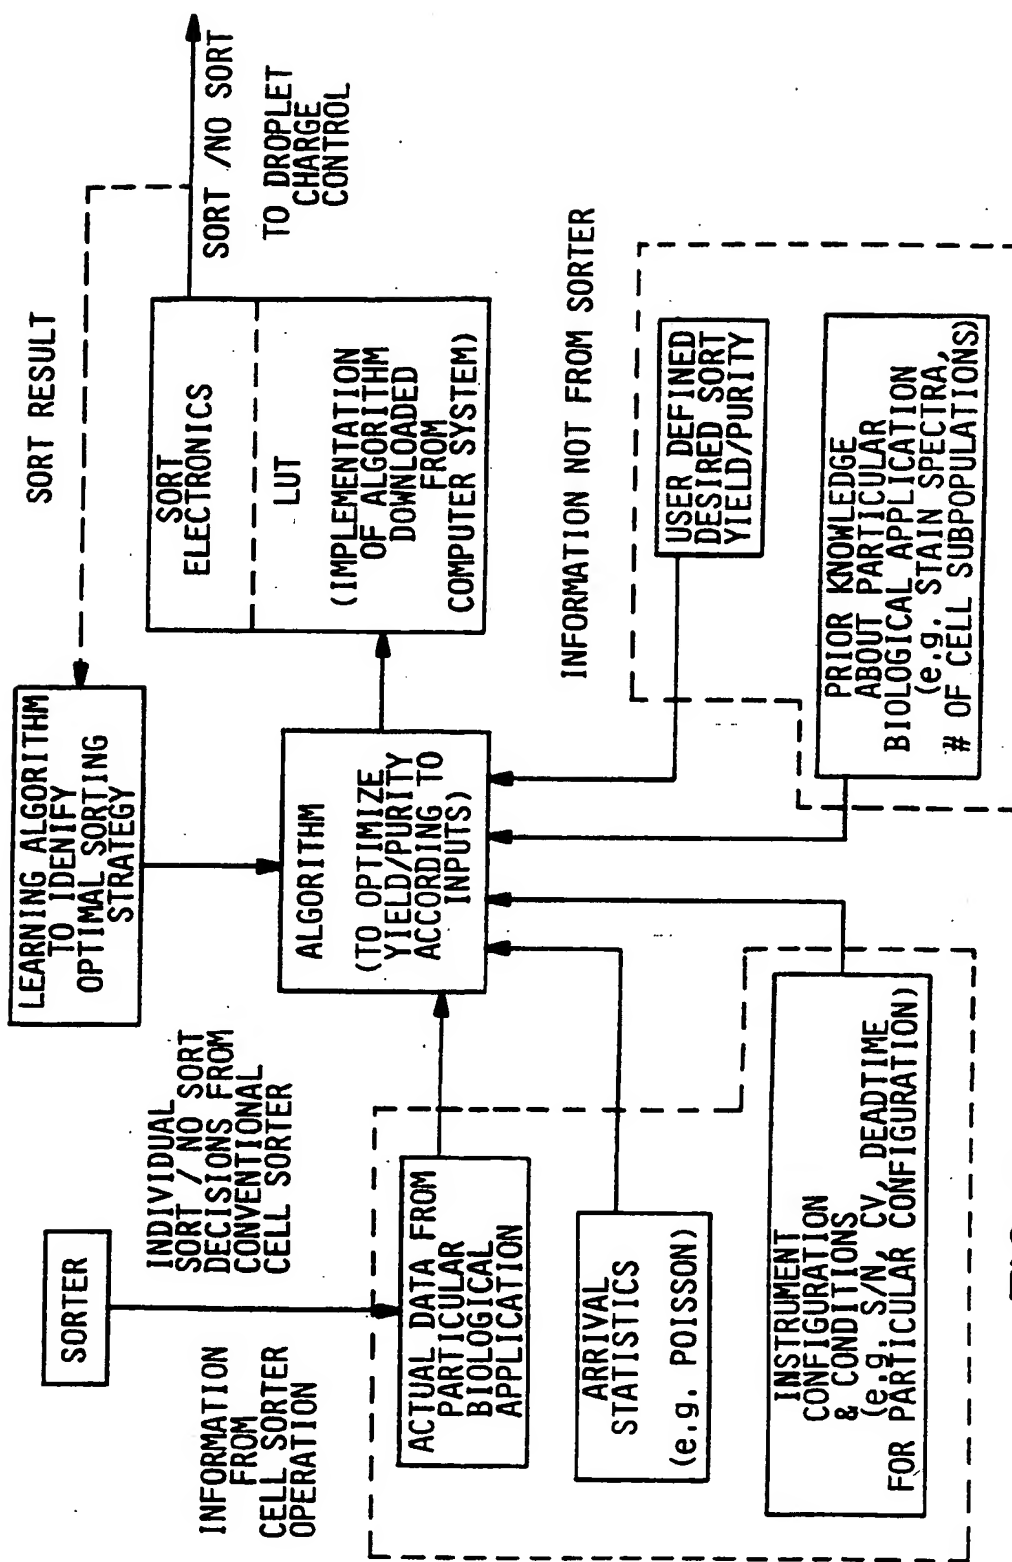 SORTER
INFORMATION
FROM
CELL SORTER
OPERATION
INDIVIDUAL
SORT / NO SORT
DECISIONS FROM
CONVENTIONAL
CELL SORTER
LEARNING ALGORITHM
TO IDENIFY
OPTIMAL SORTING
STRATEGY
SORT RESULT
ACTUAL DATA FROM
PARTICULAR
BIOLOGICAL
APPLICATION
ALGORITHM
(TO OPTIMIZE
YIELD/PURITY
ACCORDING TO
INPUTS)
SORT
ELECTRONICS
LUT
(IMPLEMENTATION
OF ALGORITHM
DOWNLOADED
FROM
COMPUTER SYSTEM)
SORT /NO SORT
TO DROPLET
CHARGE
CONTROL
ARRIVAL
STATISTICS
(e.g. POISSON)
INSTRUMENT
CONFIGURATION
& CONDITIONS
(e.g. S/N, CV, DEADTIME
FOR PARTICULAR CONFIGURATION)
INFORMATION NOT FROM SORTER
USER DEFINED
DESIRED SORT
YIELD/PURITY
PRIOR KNOWLEDGE
ABOUT PARTICULAR
BIOLOGICAL APPLICATION
(e.g. STAIN SPECTRA,
# OF CELL SUBPOPULATIONS)